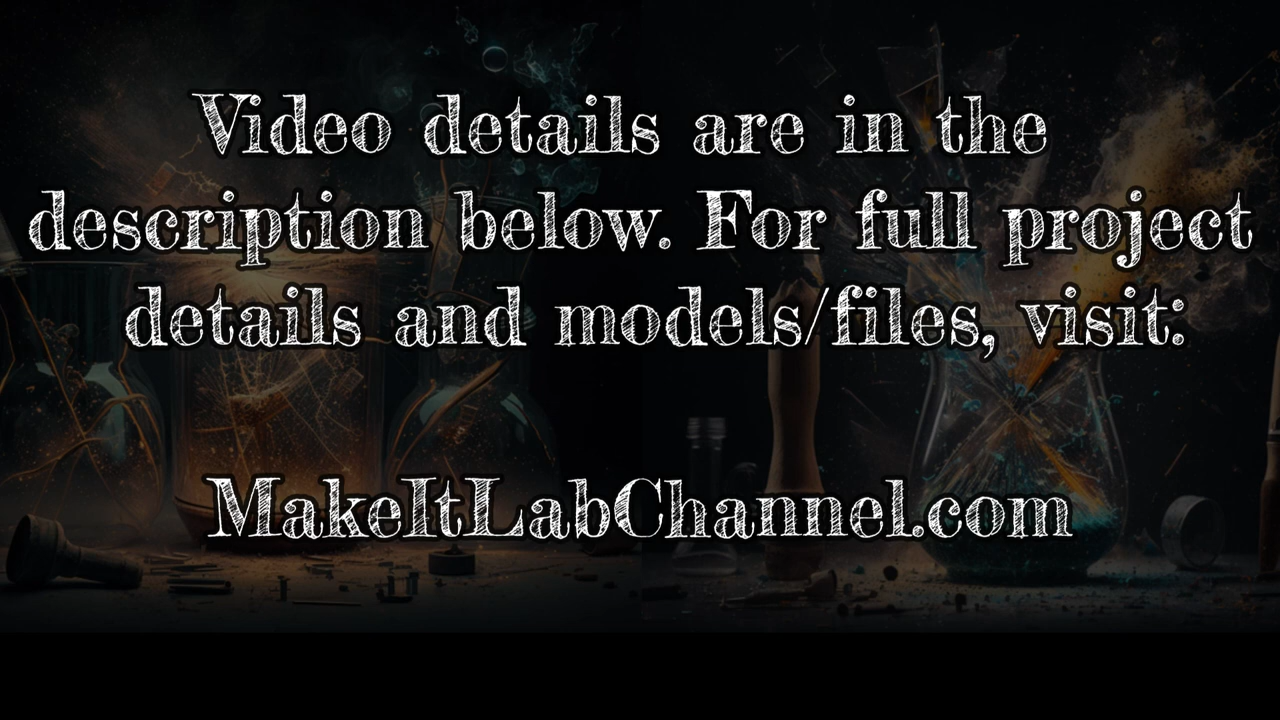 Video details are in the
description below. For full project
details and models/files, visit:
MakeItLabChannel.com